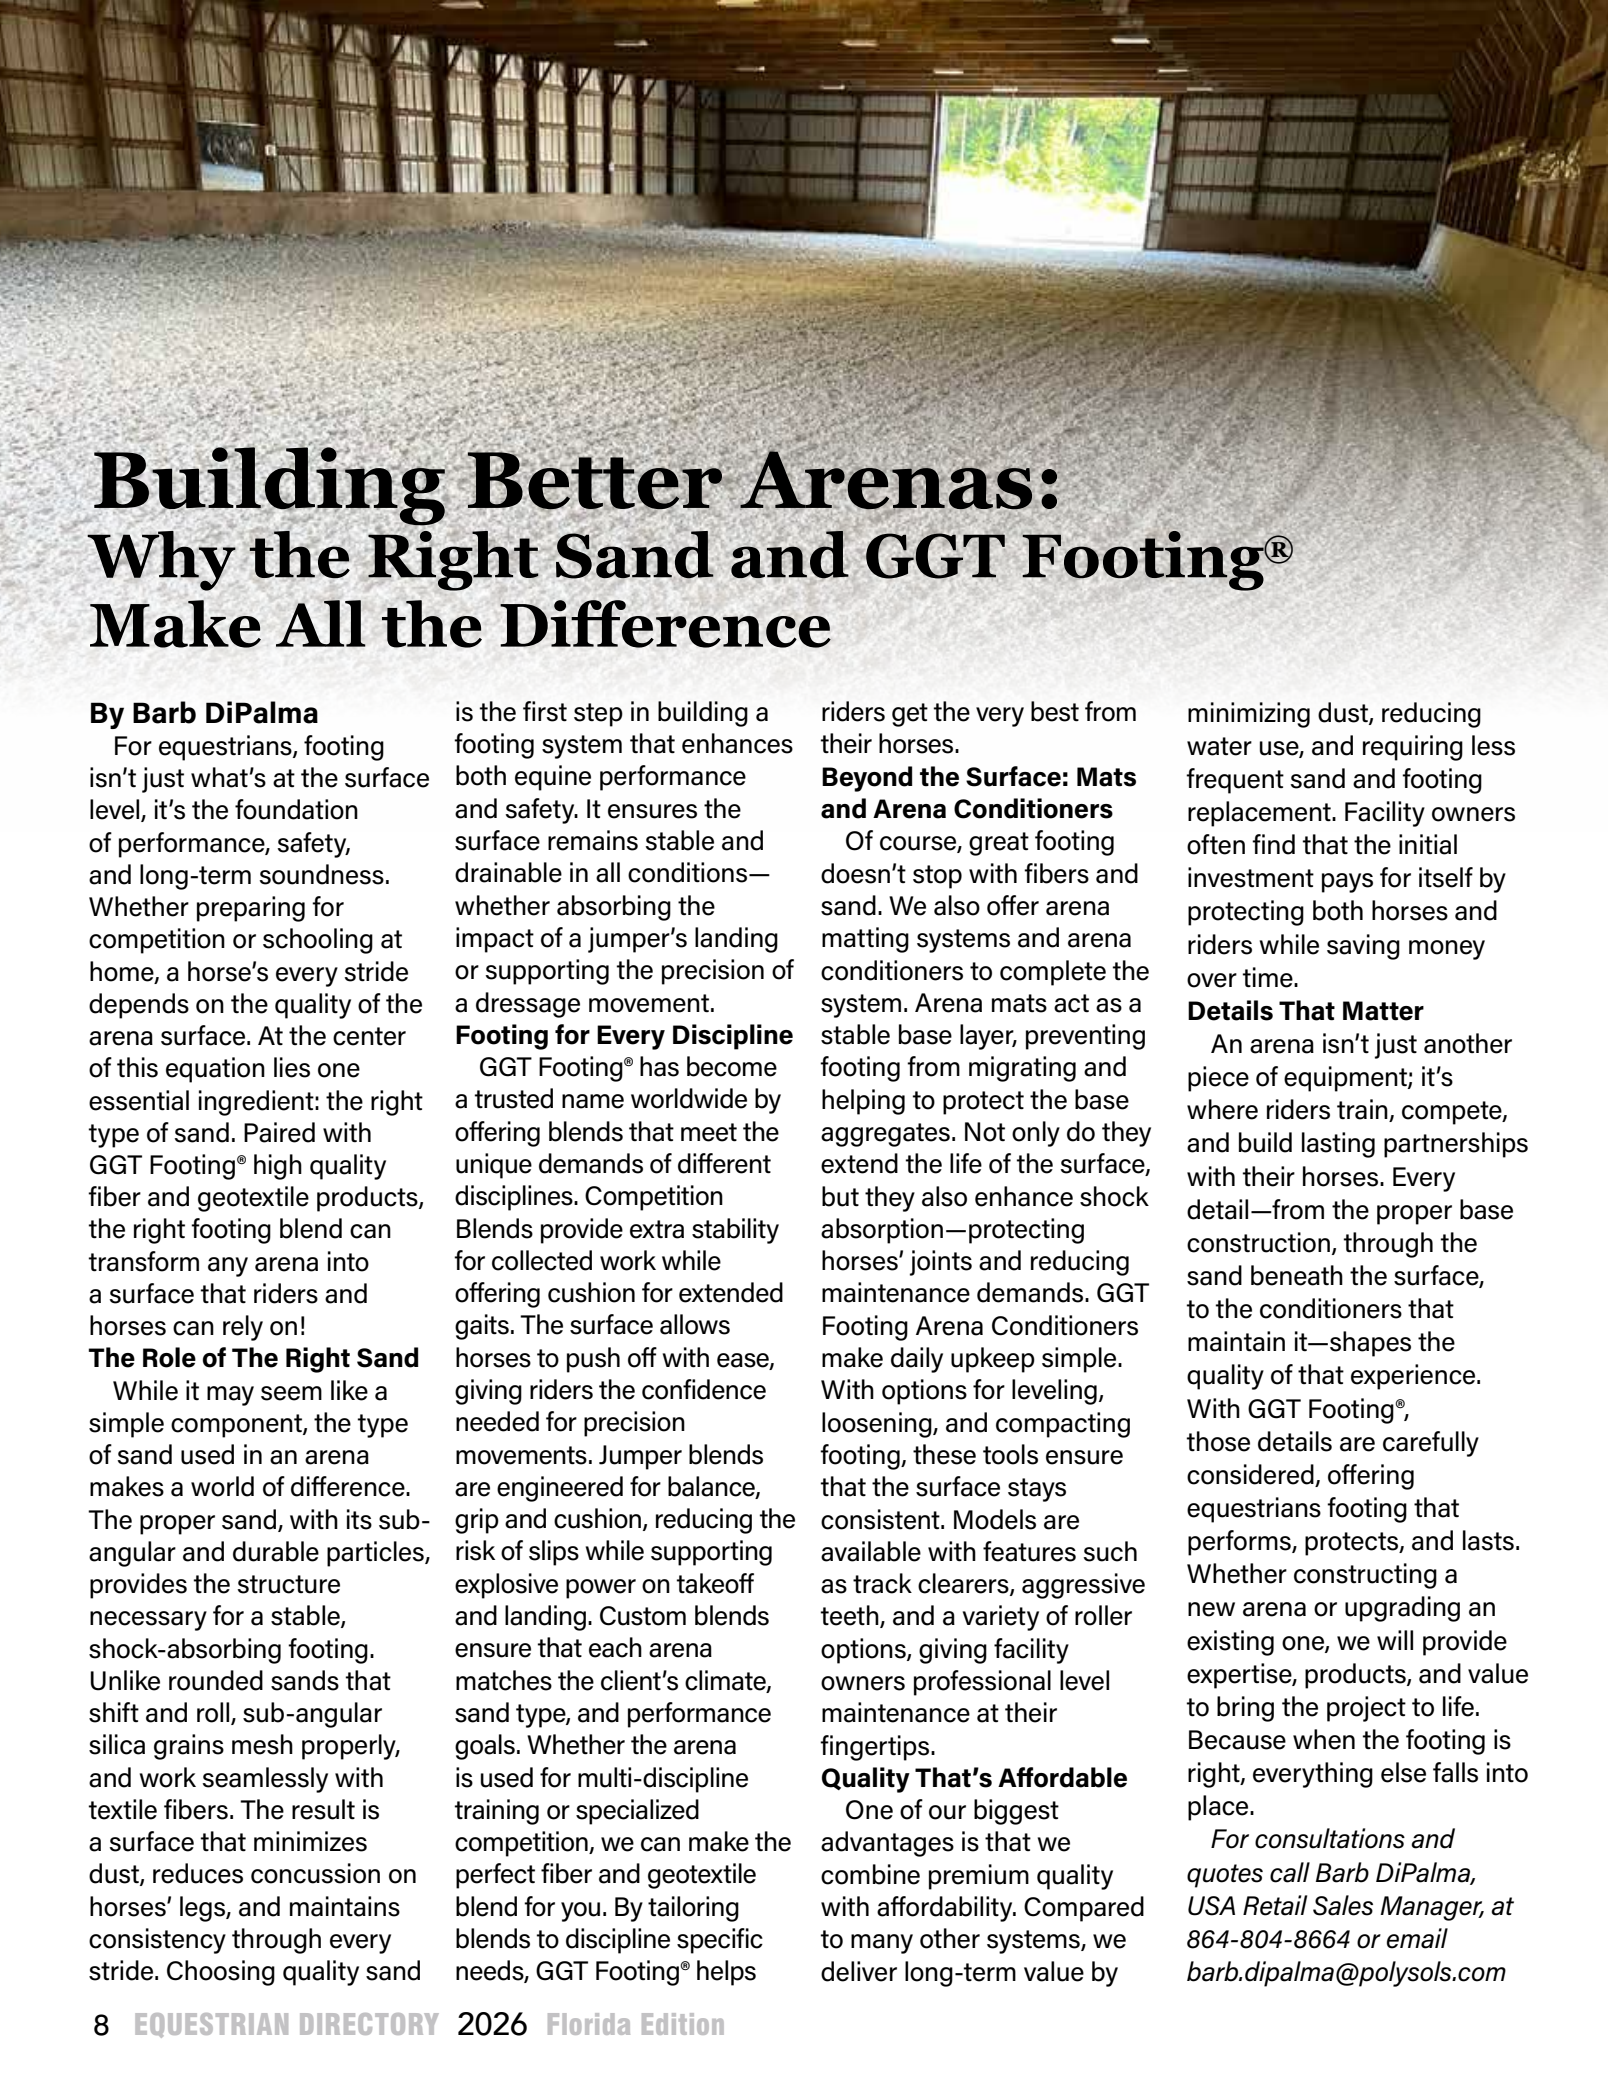 Building Better Arenas:
Why the Right Sand and GGT Footing®
Make All the Difference
By Barb DiPalma
For equestrians, footing
isn't just what's at the surface
level, it's the foundation
of performance, safety,
and long-term soundness.
Whether preparing for
competition or schooling at
home, a horse's every stride
depends on the quality of the
arena surface. At the center
of this equation lies one
essential ingredient: the right
type of sand. Paired with
GGT Footing® high quality
fiber and geotextile products,
the right footing blend can
transform any arena into
a surface that riders and
horses can rely on!
The Role of The Right Sand
While it may seem like a
simple component, the type
of sand used in an arena
makes a world of difference.
The proper sand, with its sub-
angular and durable particles,
provides the structure
necessary for a stable,
shock-absorbing footing.
Unlike rounded sands that
shift and roll, sub-angular
silica grains mesh properly,
and work seamlessly with
textile fibers. The result is
a surface that minimizes
dust, reduces concussion on
horses' legs, and maintains
consistency through every
stride. Choosing quality sand
is the first step in building a
footing system that enhances
both equine performance
and safety. It ensures the
surface remains stable and
drainable in all conditions—
whether absorbing the
impact of a jumper's landing
or supporting the precision of
a dressage movement.
Footing for Every Discipline
GGT Footing® has become
a trusted name worldwide by
offering blends that meet the
unique demands of different
disciplines. Competition
Blends provide extra stability
for collected work while
offering cushion for extended
gaits. The surface allows
horses to push off with ease,
giving riders the confidence
needed for precision
movements. Jumper blends
are engineered for balance,
grip and cushion, reducing the
risk of slips while supporting
explosive power on takeoff
and landing. Custom blends
ensure that each arena
matches the client's climate,
sand type, and performance
goals. Whether the arena
is used for multi-discipline
training or specialized
competition, we can make the
perfect fiber and geotextile
blend for you. By tailoring
blends to discipline specific
needs, GGT Footing® helps
riders get the very best from
their horses.
Beyond the Surface: Mats
and Arena Conditioners
Of course, great footing
doesn't stop with fibers and
sand. We also offer arena
matting systems and arena
conditioners to complete the
system. Arena mats act as a
stable base layer, preventing
footing from migrating and
helping to protect the base
aggregates. Not only do they
extend the life of the surface,
but they also enhance shock
absorption—protecting
horses' joints and reducing
maintenance demands. GGT
Footing Arena Conditioners
make daily upkeep simple.
With options for leveling,
loosening, and compacting
footing, these tools ensure
that the surface stays
consistent. Models are
available with features such
as track clearers, aggressive
teeth, and a variety of roller
options, giving facility
owners professional level
maintenance at their
fingertips.
Quality That's Affordable
One of our biggest
advantages is that we
combine premium quality
with affordability. Compared
to many other systems, we
deliver long-term value by
minimizing dust, reducing
water use, and requiring less
frequent sand and footing
replacement. Facility owners
often find that the initial
investment pays for itself by
protecting both horses and
riders while saving money
over time.
Details That Matter
An arena isn't just another
piece of equipment; it's
where riders train, compete,
and build lasting partnerships
with their horses. Every
detail—from the proper base
construction, through the
sand beneath the surface,
to the conditioners that
maintain it—shapes the
quality of that experience.
With GGT Footing®,
those details are carefully
considered, offering
equestrians footing that
performs, protects, and lasts.
Whether constructing a
new arena or upgrading an
existing one, we will provide
expertise, products, and value
to bring the project to life.
Because when the footing is
right, everything else falls into
place.
For consultations and
quotes call Barb DiPalma,
USA Retail Sales Manager, at
864-804-8664 or email
barb.dipalma@polysols.com
8 EQUESTRIAN DIRECTORY 2026 Florida Edition